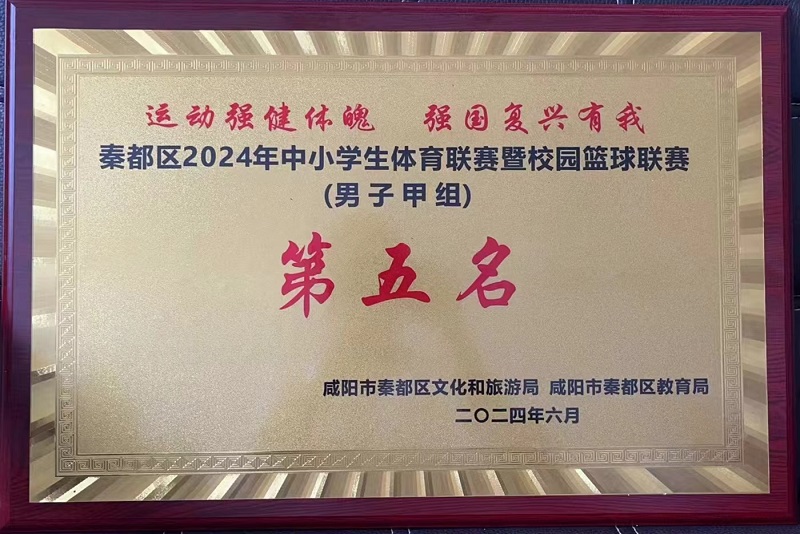 运动强健体魄 强国复兴有我
秦都区2024年中小学生体育联赛暨校园篮球联赛
(男子甲组)
第五名
咸阳市秦都区文化和旅游局 咸阳市秦都区教育局
二〇二四年六月